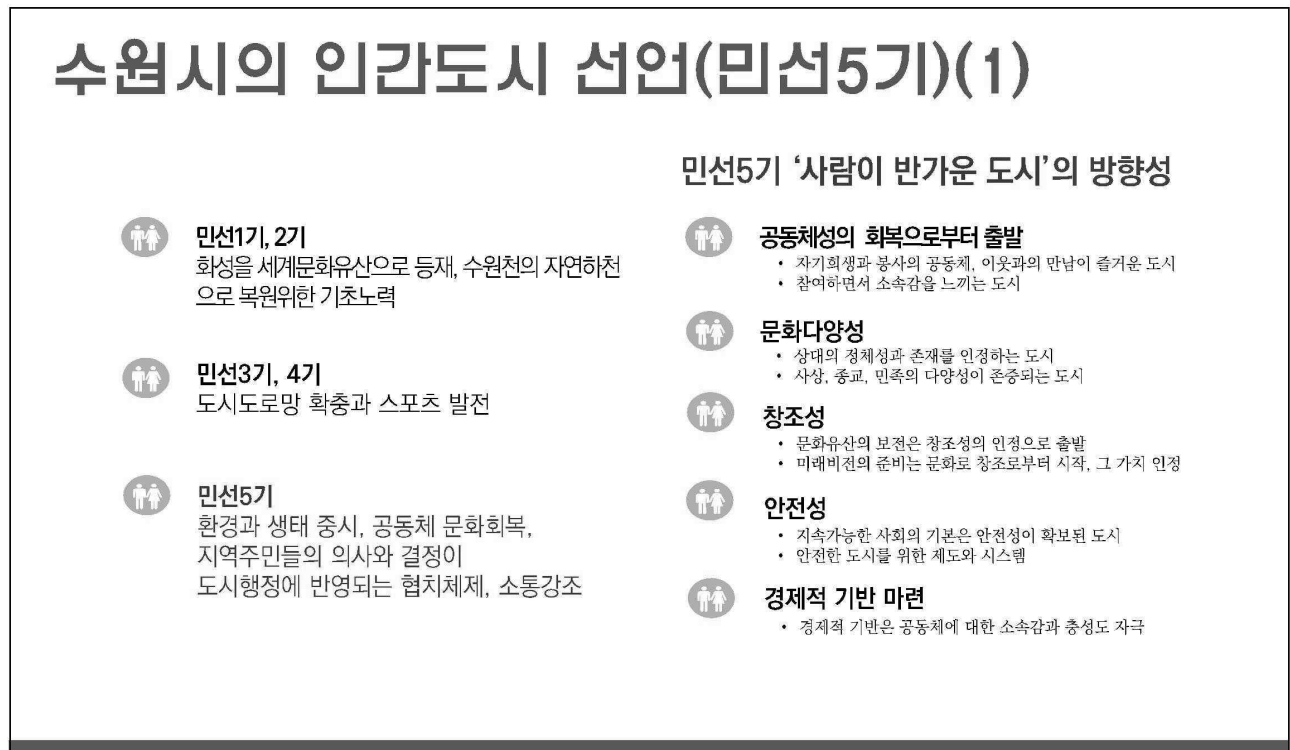 수원시의 인간도시 선언(민선5기)(1)
민선1기, 2기
화성을 세계문화유산으로 등재, 수원천의 자연하천
으로 복원위한 기초노력
민선3기, 4기
도시도로망 확충과 스포츠 발전
민선5기
환경과 생태 중시, 공동체 문화회복,
지역주민들의 의사와 결정이
도시행정에 반영되는 협치체제, 소통강조
민선5기 ‘사람이 반가운 도시’의 방향성
공동체성의 회복으로부터 출발
• 자기희생과 봉사의 공동체, 이웃과의 만남이 즐거운 도시
• 참여하면서 소속감을 느끼는 도시
문화다양성
• 상대의 정체성과 존재를 인정하는 도시
• 사상, 종교, 민족의 다양성이 존중되는 도시
창조성
• 문화유산의 보전은 창조성의 인정으로 출발
• 미래비전의 준비는 문화로 창조로부터 시작, 그 가치 인정
안전성
• 지속가능한 사회의 기본은 안전성이 확보된 도시
• 안전한 도시를 위한 제도와 시스템
경제적 기반 마련
• 경제적 기반은 공동체에 대한 소속감과 충성도 자극